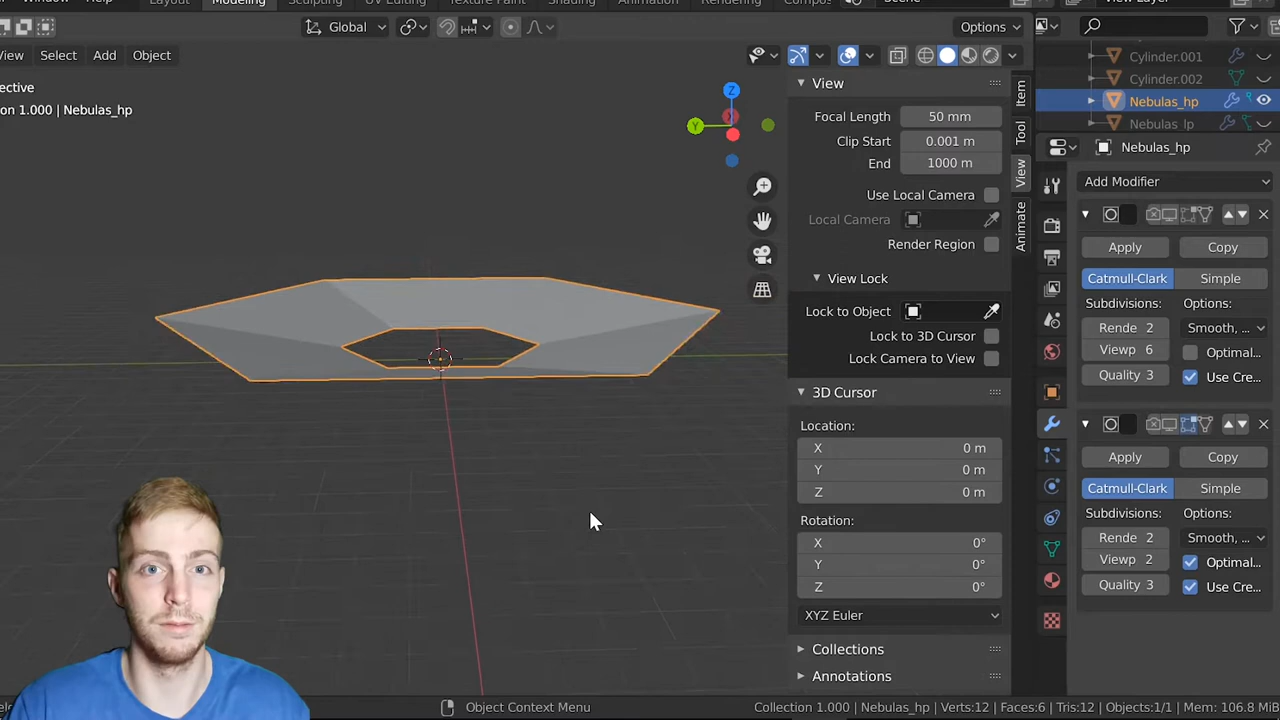 Window Layout Modeling Sculpting UV Editing Texture Paint Shading Animation Rendering Compos Scene View Layer
Global Options
View Select Add Object
ective
on 1.000 | Nebulas_hp
Z
Y
X
View
Focal Length 50 mm
Clip Start 0.001 m
End 1000 m
Use Local Camera
Local Camera
Render Region
View Lock
Lock to Object
Lock to 3D Cursor
Lock Camera to View
3D Cursor
Location:
X 0 m
Y 0 m
Z 0 m
Rotation:
X 0°
Y 0°
Z 0°
XYZ Euler
Collections
Annotations
Item
Tool
View
Animate
Cylinder.001
Cylinder.002
Nebulas_hp
Nebulas lp
Nebulas_hp
Add Modifier
Apply Copy
Catmull-Clark Simple
Subdivisions: Options:
Rende 2 Smooth, ...
Viewp 6 Optimal...
Quality 3 Use Cre...
Apply Copy
Catmull-Clark Simple
Subdivisions: Options:
Rende 2 Smooth, ...
Viewp 2 Optimal...
Quality 3 Use Cre...
Object Context Menu
Collection 1.000 | Nebulas_hp | Verts:12 | Faces:6 | Tris:12 | Objects:1/1 | Mem: 106.8 MiB